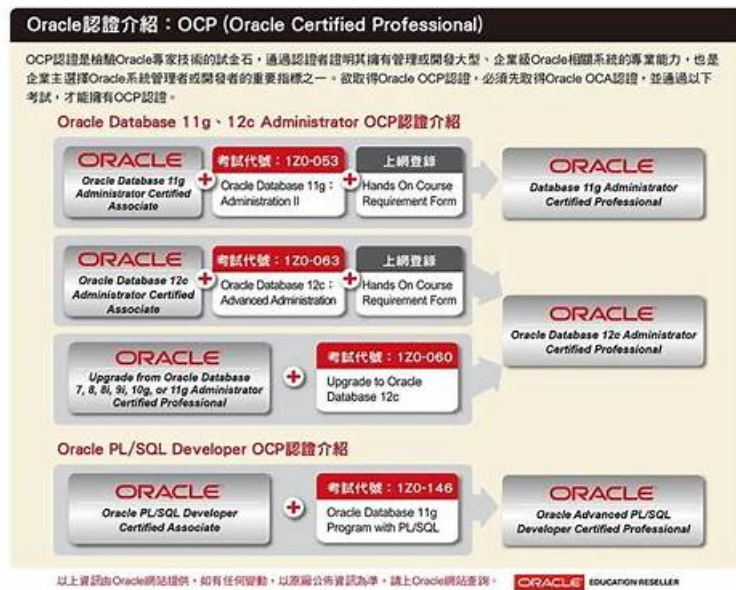 Oracle認證介紹：OCP (Oracle Certified Professional)
OCP認證是檢驗Oracle專家技術的試金石，通過認證者證明其擁有管理或開發大型、企業級Oracle相關系統的專業能力，也是
企業主選擇Oracle系統管理者或開發者的重要指標之一。欲取得Oracle OCP認證，必須先取得Oracle OCA認證，並通過以下
考試，才能擁有OCP認證。
Oracle Database 11g、12c Administrator OCP認證介紹
ORACLE
Oracle Database 11g
Administrator Certified
Associate
+
考試代號：1Z0-053
Oracle Database 11g：
Administration II
+
上網登錄
Hands On Course
Requirement Form
ORACLE
Database 11g Administrator
Certified Professional
ORACLE
Oracle Database 12c
Administrator Certified
Associate
+
考試代號：1Z0-063
Oracle Database 12c：
Advanced Administration
+
上網登錄
Hands On Course
Requirement Form
ORACLE
Oracle Database 12c Administrator
Certified Professional
ORACLE
Upgrade from Oracle Database
7, 8, 8i, 9i, 10g, or 11g Administrator
Certified Professional
+
考試代號：1Z0-060
Upgrade to Oracle
Database 12c
Oracle PL/SQL Developer OCP認證介紹
ORACLE
Oracle PL/SQL Developer
Certified Associate
+
考試代號：1Z0-146
Oracle Database 11g
Program with PL/SQL
ORACLE
Oracle Advanced PL/SQL
Developer Certified Professional
以上資訊由Oracle網站提供，如有任何變動，以原廠公佈資訊為準，請上Oracle網站查詢。
ORACLE EDUCATION RESELLER